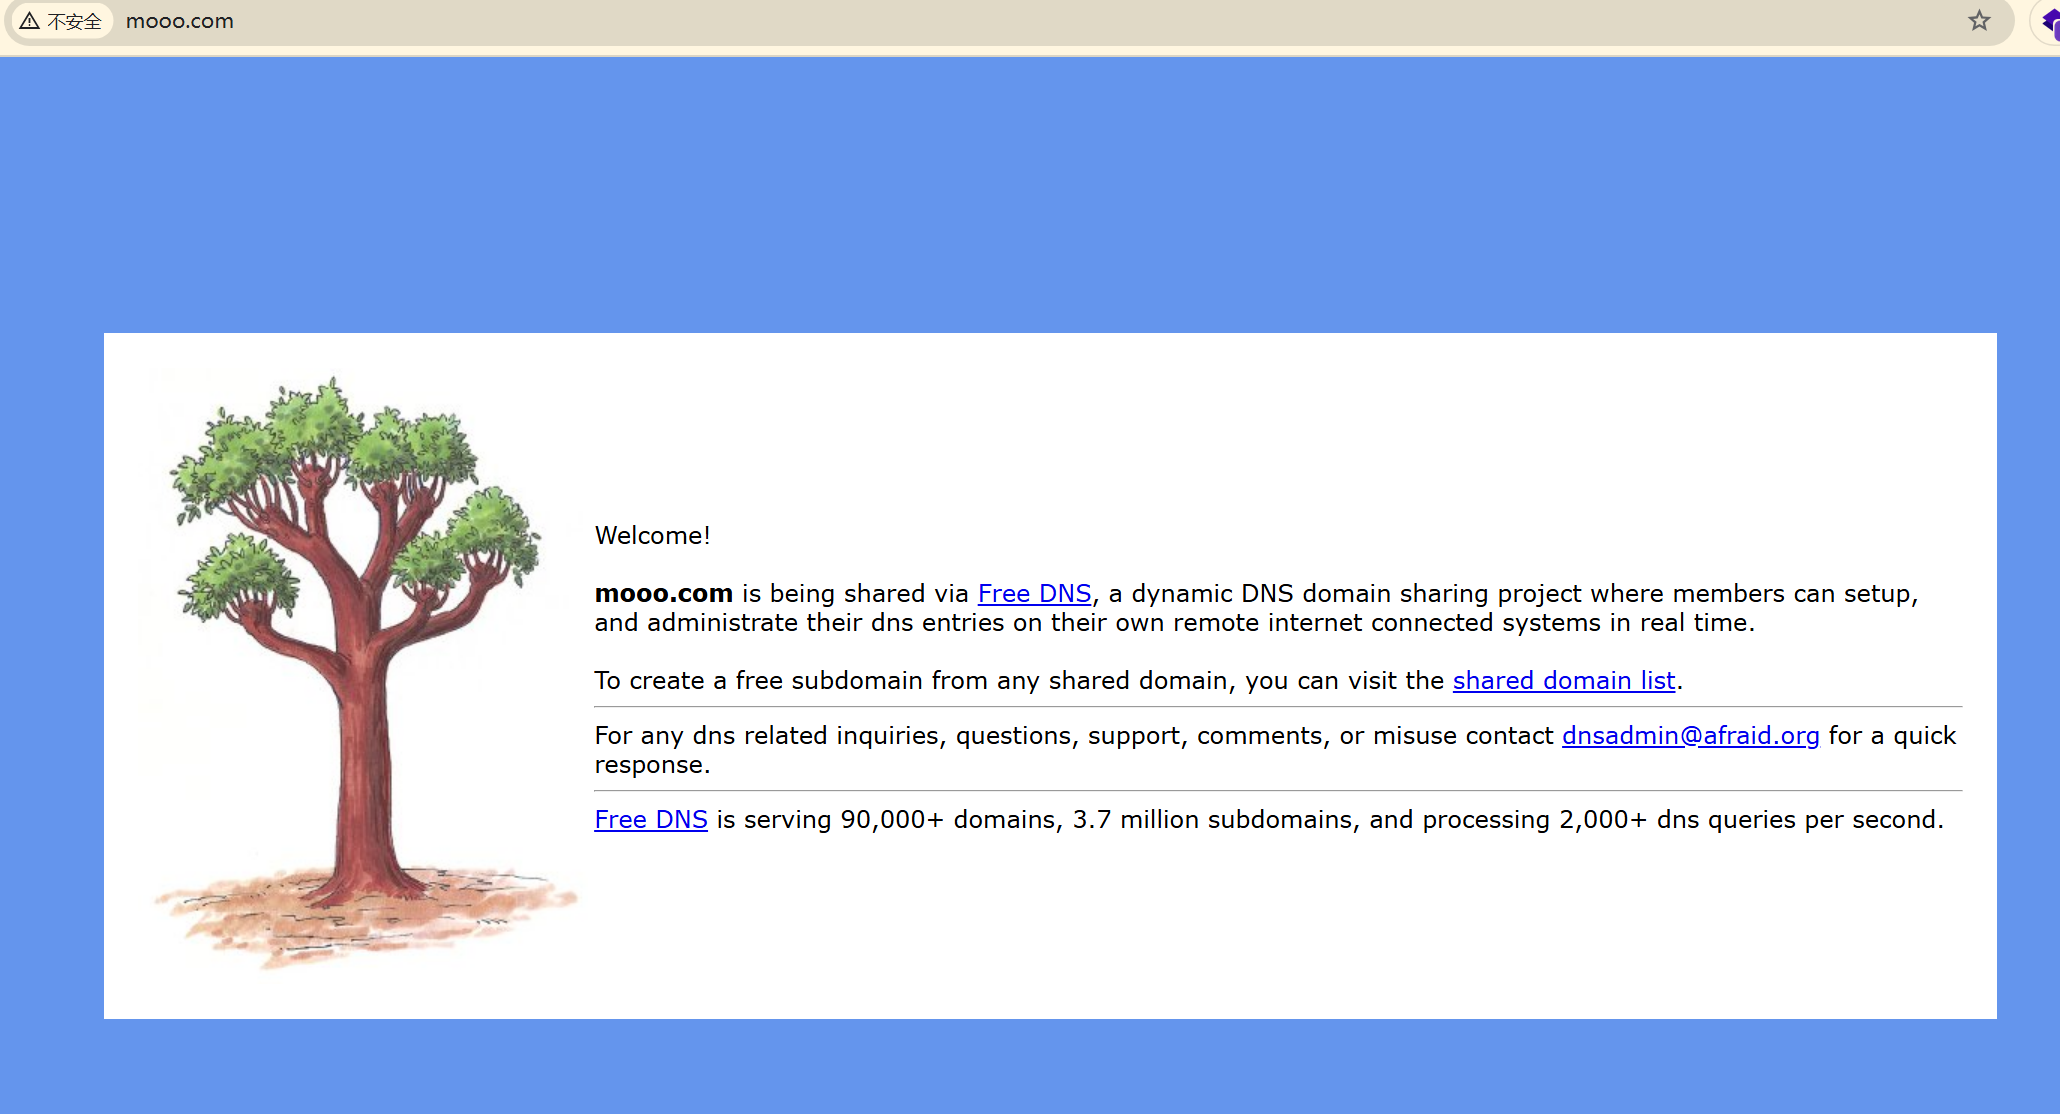 不安全 mooo.com
Welcome!
mooo.com is being shared via Free DNS, a dynamic DNS domain sharing project where members can setup,
and administrate their dns entries on their own remote internet connected systems in real time.
To create a free subdomain from any shared domain, you can visit the shared domain list.
For any dns related inquiries, questions, support, comments, or misuse contact dnsadmin@afraid.org for a quick
response.
Free DNS is serving 90,000+ domains, 3.7 million subdomains, and processing 2,000+ dns queries per second.